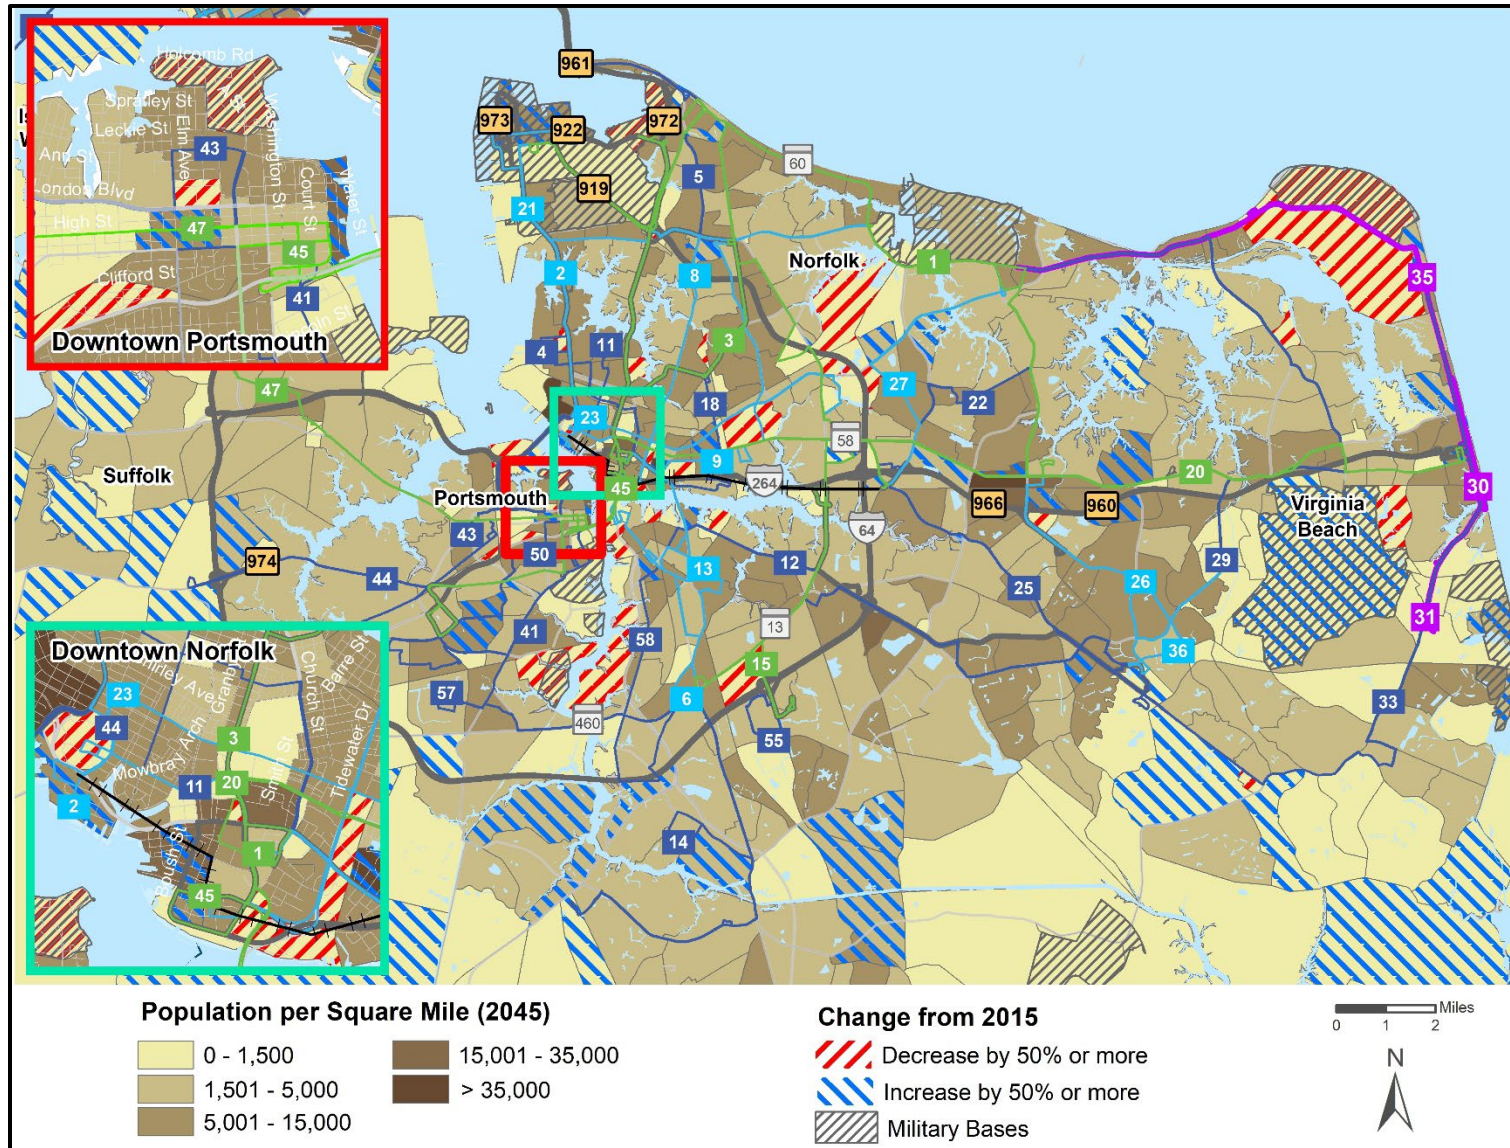 961
973
922
972
919
60
5
21
2
8
Norfolk
1
35
4
11
3
27
22
47
23
18
58
9
20
Suffolk
Portsmouth
45
264
966
960
30
Virginia
Beach
64
43
50
974
44
13
12
25
26
29
31
41
58
13
36
57
15
6
33
460
55
14
Holcomb Rd
Spratley St
Leckie St
Elm Ave
Washington St
43
Ann St
Court St
Water St
London Blvd
High St
47
45
Clifford St
41
Lincoln St
Downtown Portsmouth
Downtown Norfolk
Shirley Ave
Granby
Church St
Barre St
23
44
3
Mowbray Arch
Smith St
Tidewater Dr
11
20
2
Boush St
1
45
Population per Square Mile (2045)
0 - 1,500
1,501 - 5,000
5,001 - 15,000
15,001 - 35,000
> 35,000
Change from 2015
Decrease by 50% or more
Increase by 50% or more
Military Bases
Miles
0 1 2
N